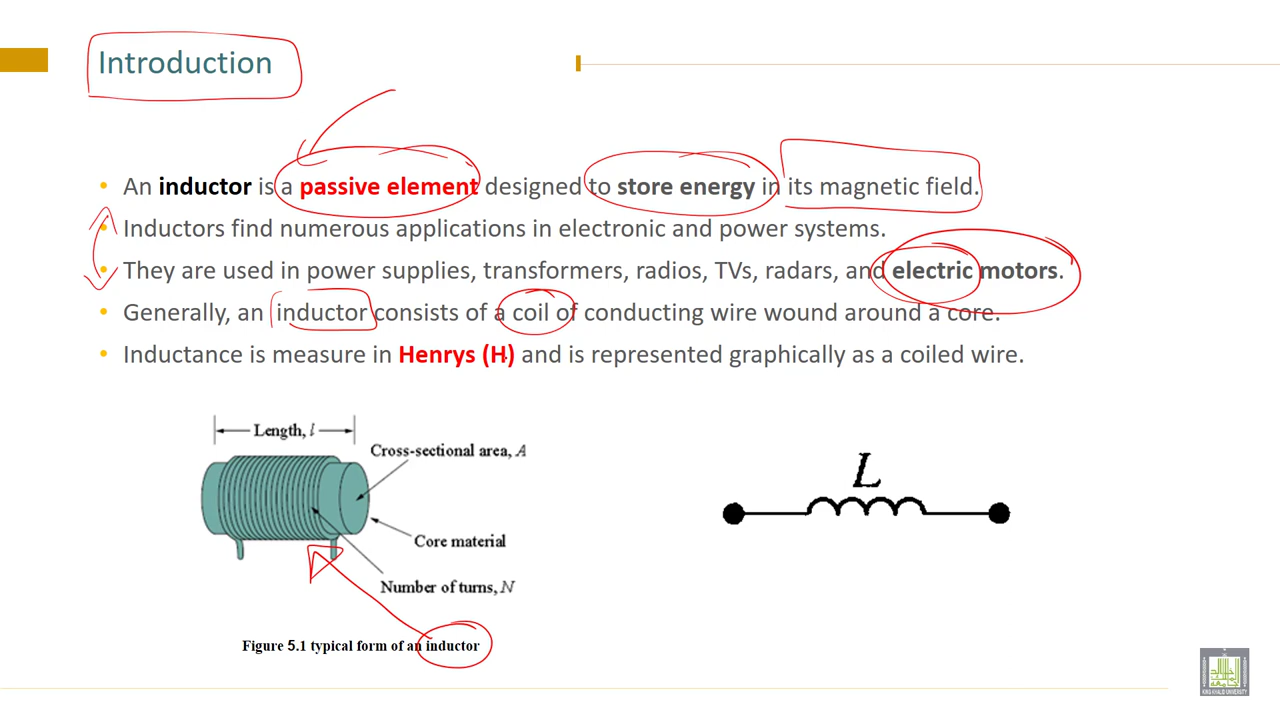 Introduction
• An inductor is a passive element designed to store energy in its magnetic field.
• Inductors find numerous applications in electronic and power systems.
• They are used in power supplies, transformers, radios, TVs, radars, and electric motors.
• Generally, an inductor consists of a coil of conducting wire wound around a core.
• Inductance is measure in Henrys (H) and is represented graphically as a coiled wire.
Length, l
Cross-sectional area, A
Core material
Number of turns, N
L
Figure 5.1 typical form of an inductor
KING KHALID UNIVERSITY